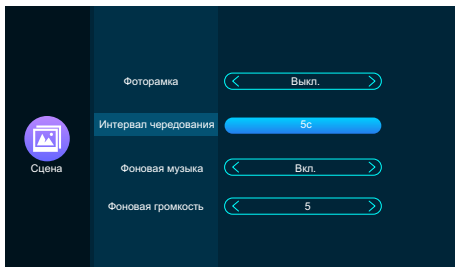 Фоторамка
Выкл.
Интервал чередования
5с
Сцена
Фоновая музыка
Вкл.
Фоновая громкость
5